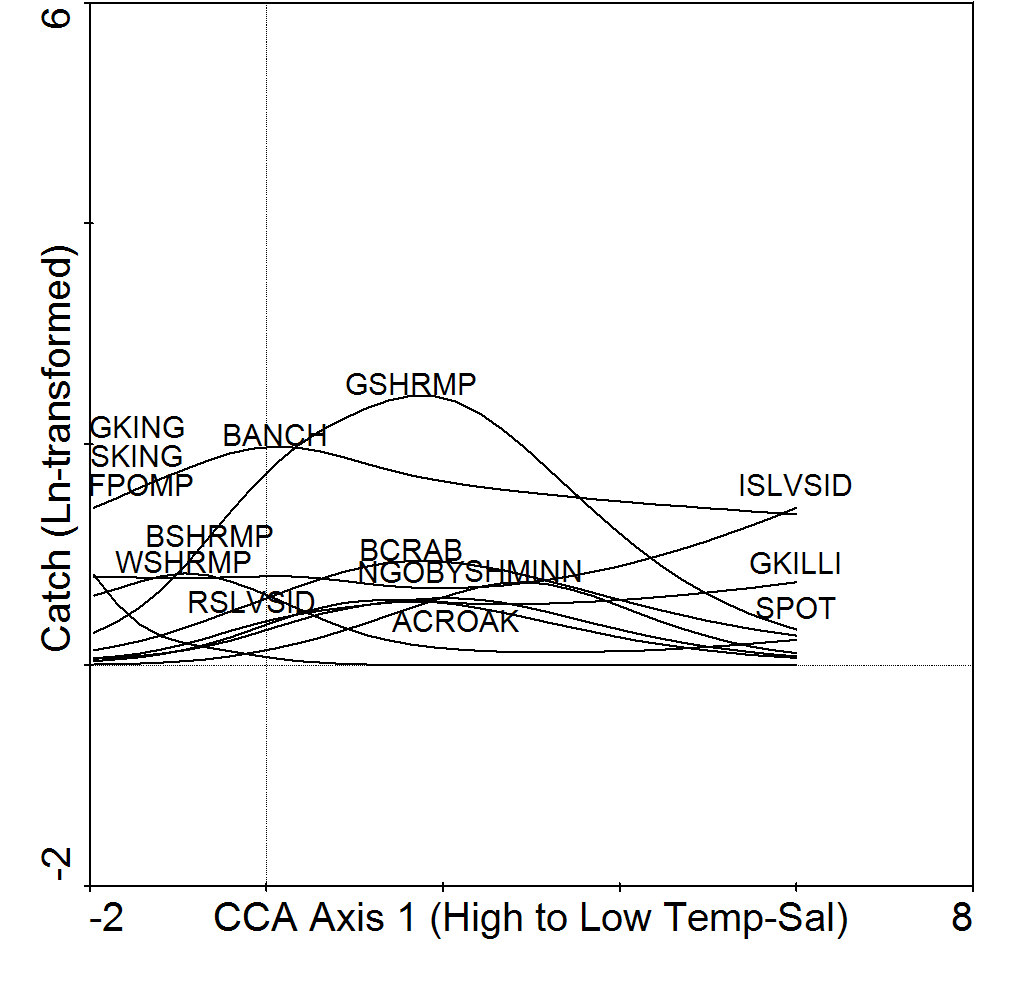 6
Catch (Ln-transformed)
-2
GSHRMP
GKING
BANCH
SKING
FPOMP
ISLVSID
BSHRMP
BCRAB
WSHRMP
GKILLI
NGOBYSHMINN
RSLVSID
SPOT
ACROAK
-2
CCA Axis 1 (High to Low Temp-Sal)
8